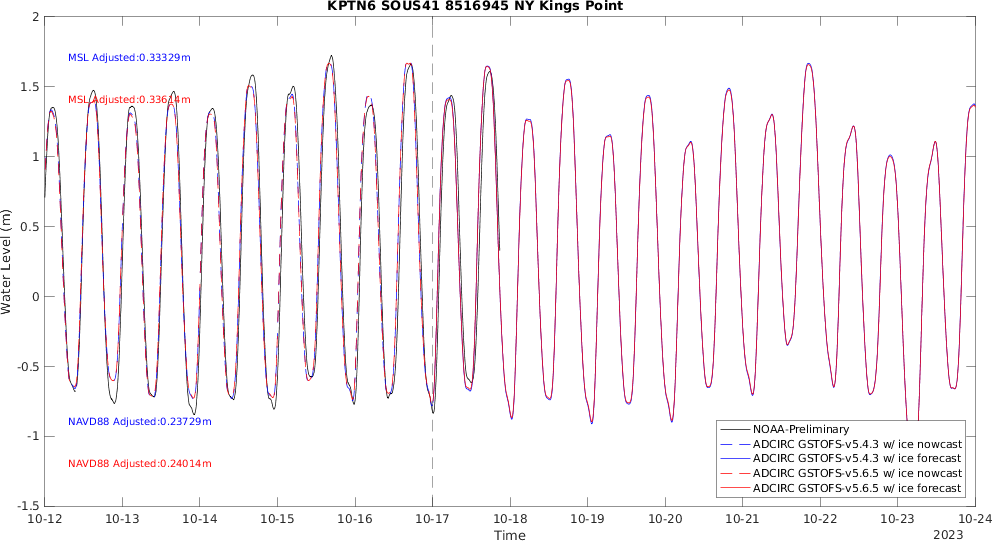 KPTN6 SOUS41 8516945 NY Kings Point
2
1.5
1
0.5
0
-0.5
-1
-1.5
Water Level (m)
MSL Adjusted:0.33329m
NAVD88 Adjusted:0.23729m
NAVD88 Adjusted:0.24014m
NOAA-Preliminary
ADCIRC GSTOFS-v5.4.3 w/ ice nowcast
ADCIRC GSTOFS-v5.4.3 w/ ice forecast
ADCIRC GSTOFS-v5.6.5 w/ ice nowcast
ADCIRC GSTOFS-v5.6.5 w/ ice forecast
10-12 10-13 10-14 10-15 10-16 10-17 10-18 10-19 10-20 10-21 10-22 10-23 10-24
Time
2023